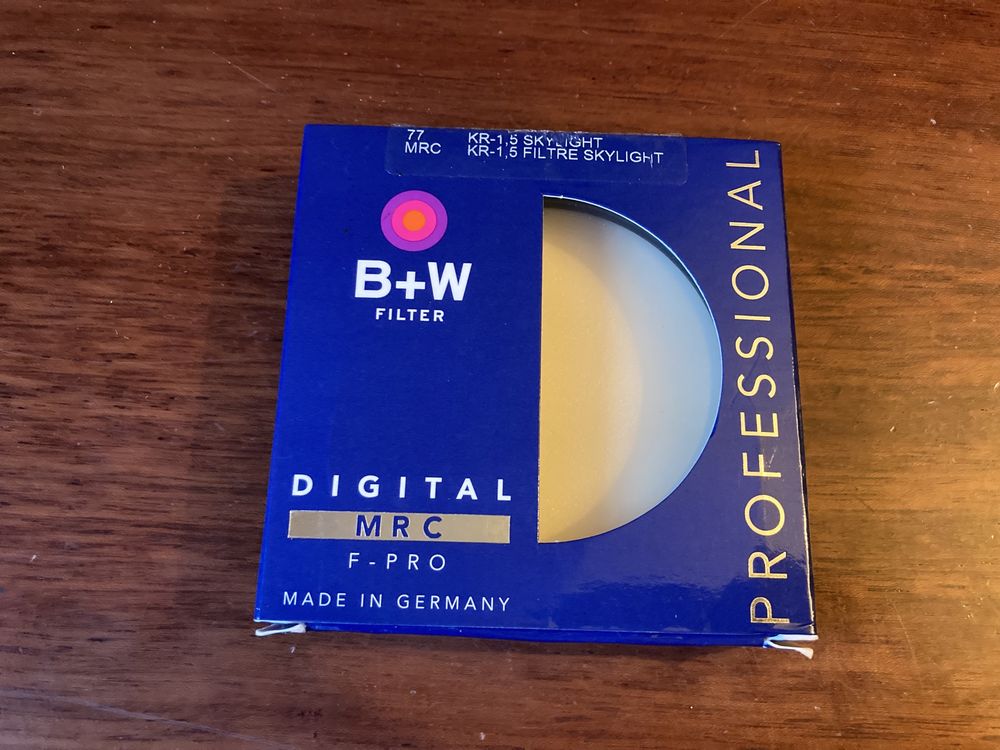 77 KR-1,5 SKYLIGHT
MRC KR-1,5 FILTRE SKYLIGHT
B+W
FILTER
DIGITAL
MRC
F-PRO
MADE IN GERMANY
PROFESSIONAL